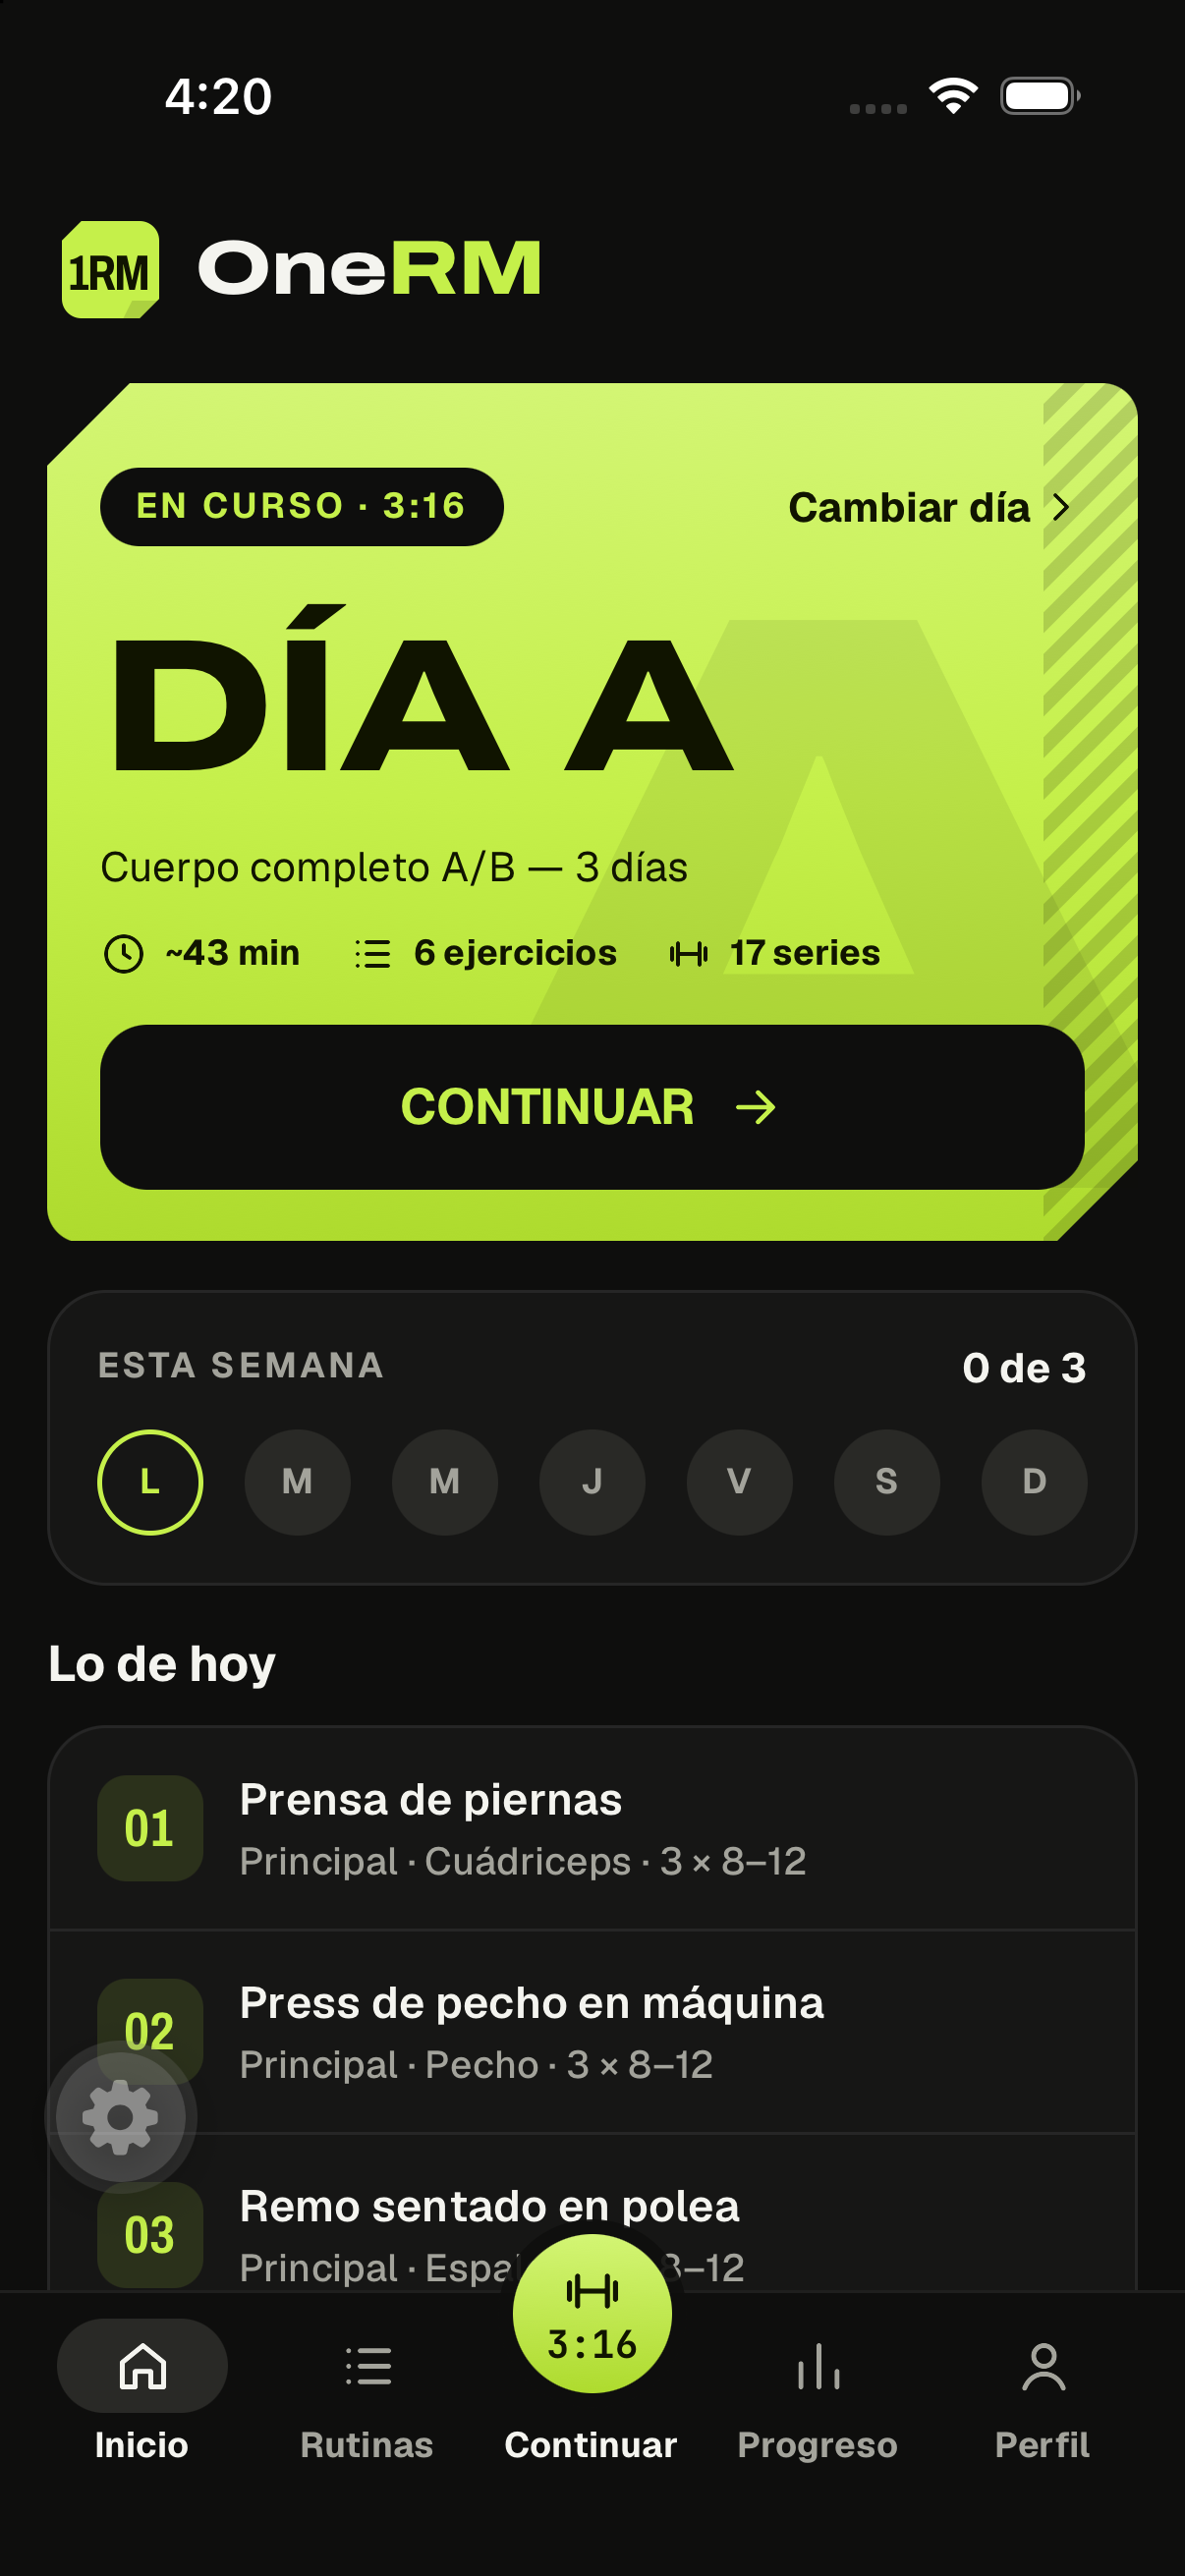 4:20
1RM OneRM
EN CURSO · 3:16
Cambiar día
DÍA A
Cuerpo completo A/B — 3 días
~43 min 6 ejercicios 17 series
CONTINUAR
ESTA SEMANA
0 de 3
L M M J V S D
Lo de hoy
01
Prensa de piernas
Principal · Cuádriceps · 3 × 8–12
02
Press de pecho en máquina
Principal · Pecho · 3 × 8–12
03
Remo sentado en polea
Principal · 8–12
3:16
Inicio Rutinas Continuar Progreso Perfil